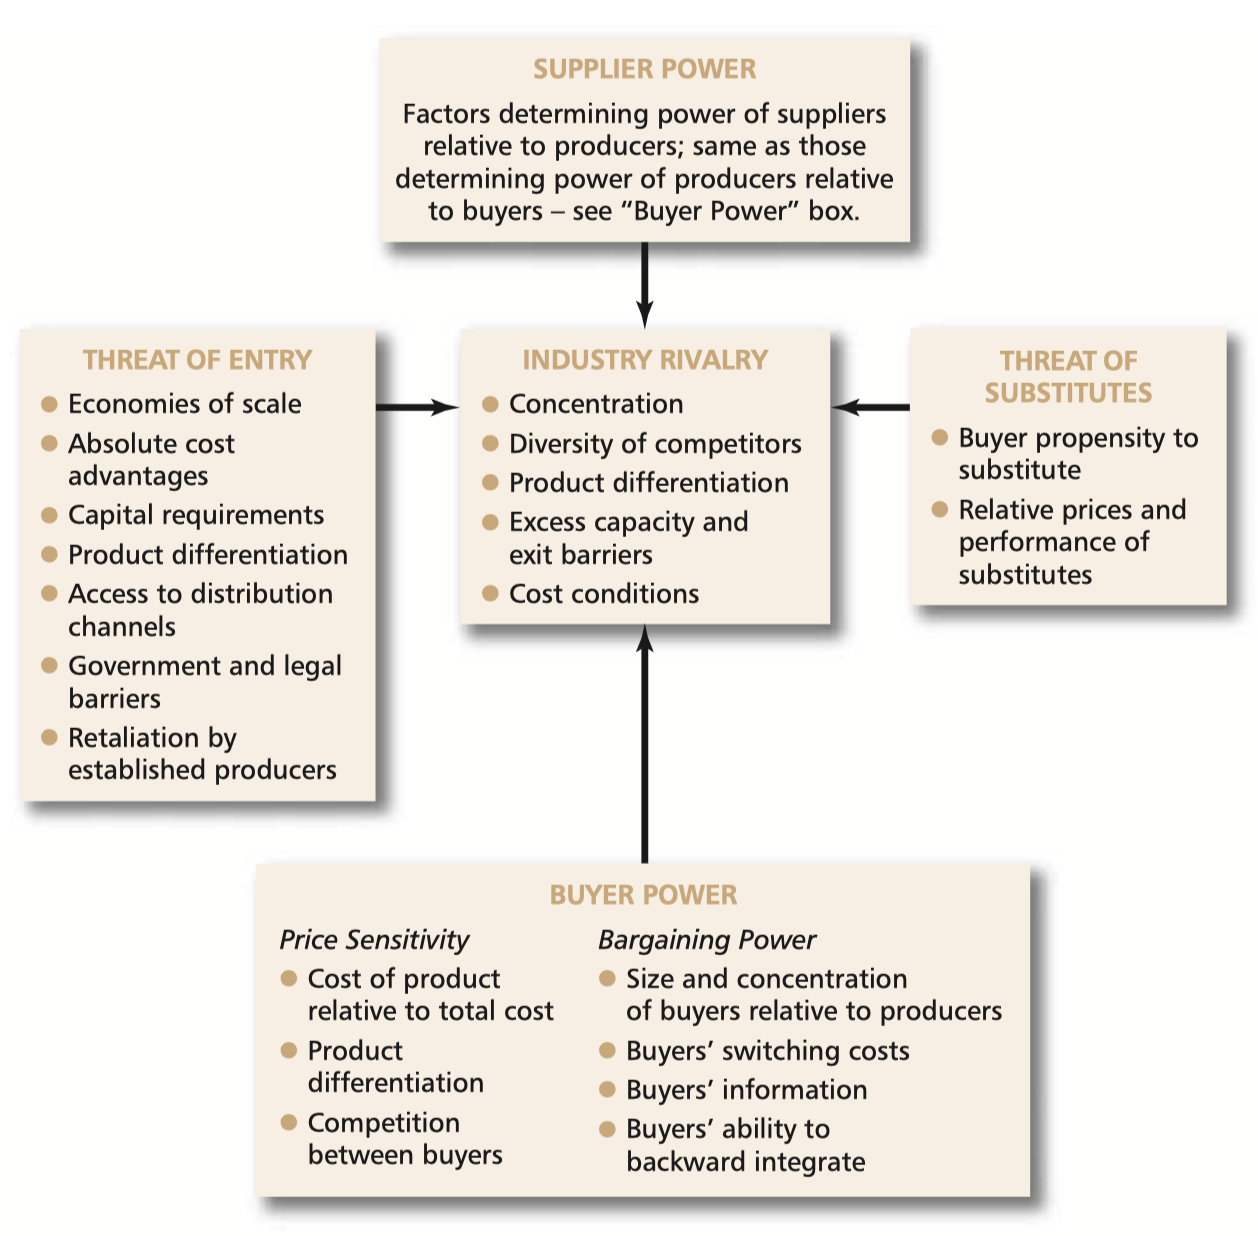 SUPPLIER POWER
Factors determining power of suppliers
relative to producers; same as those
determining power of producers relative
to buyers – see “Buyer Power” box.
THREAT OF ENTRY
Economies of scale
Absolute cost
advantages
Capital requirements
Product differentiation
Access to distribution
channels
Government and legal
barriers
Retaliation by
established producers
INDUSTRY RIVALRY
Concentration
Diversity of competitors
Product differentiation
Excess capacity and
exit barriers
Cost conditions
THREAT OF
SUBSTITUTES
Buyer propensity to
substitute
Relative prices and
performance of
substitutes
BUYER POWER
Price Sensitivity
Cost of product
relative to total cost
Product
differentiation
Competition
between buyers
Bargaining Power
Size and concentration
of buyers relative to producers
Buyers’ switching costs
Buyers’ information
Buyers’ ability to
backward integrate